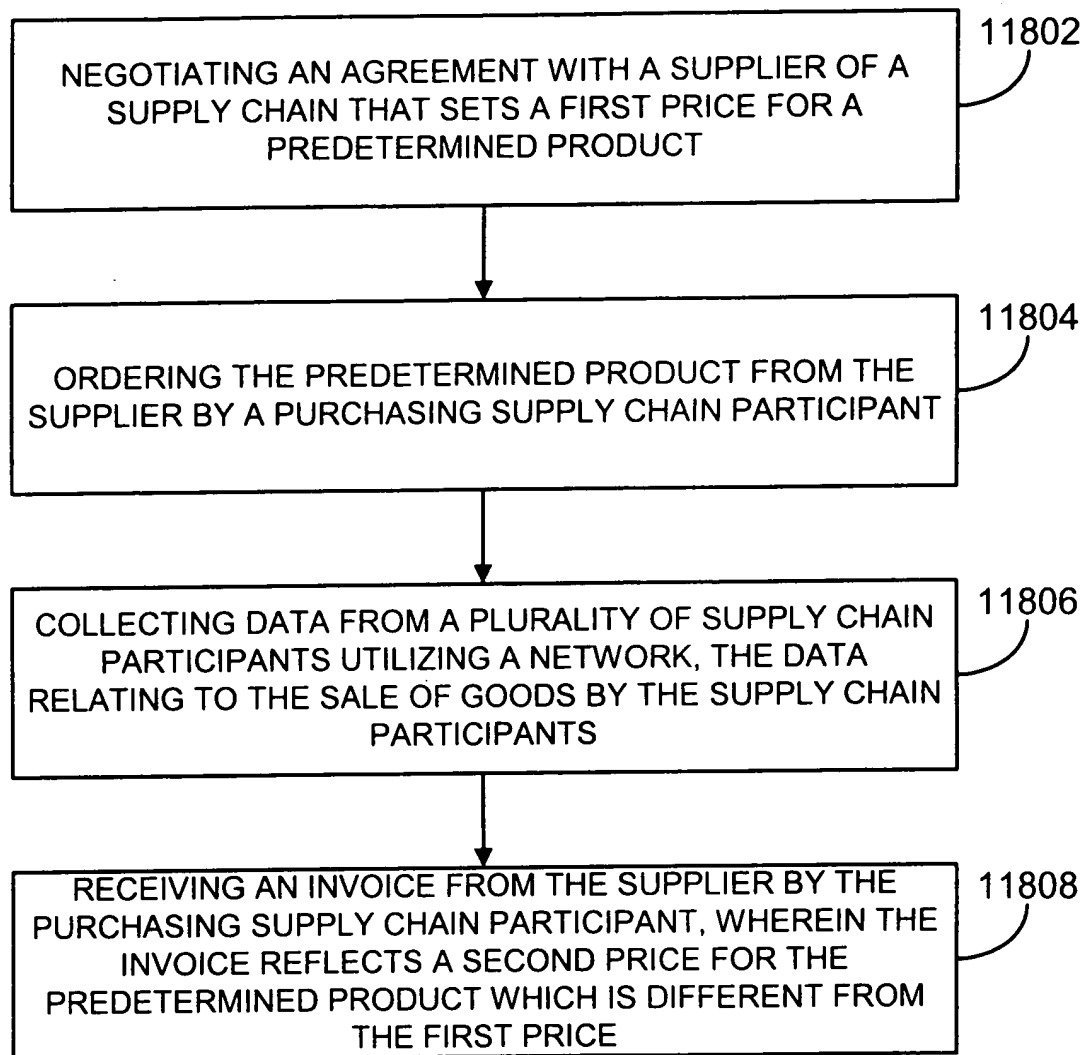 11802
NEGOTIATING AN AGREEMENT WITH A SUPPLIER OF A
SUPPLY CHAIN THAT SETS A FIRST PRICE FOR A
PREDETERMINED PRODUCT
11804
ORDERING THE PREDETERMINED PRODUCT FROM THE
SUPPLIER BY A PURCHASING SUPPLY CHAIN PARTICIPANT
11806
COLLECTING DATA FROM A PLURALITY OF SUPPLY CHAIN
PARTICIPANTS UTILIZING A NETWORK, THE DATA
RELATING TO THE SALE OF GOODS BY THE SUPPLY CHAIN
PARTICIPANTS
11808
RECEIVING AN INVOICE FROM THE SUPPLIER BY THE
PURCHASING SUPPLY CHAIN PARTICIPANT, WHEREIN THE
INVOICE REFLECTS A SECOND PRICE FOR THE
PREDETERMINED PRODUCT WHICH IS DIFFERENT FROM
THE FIRST PRICE